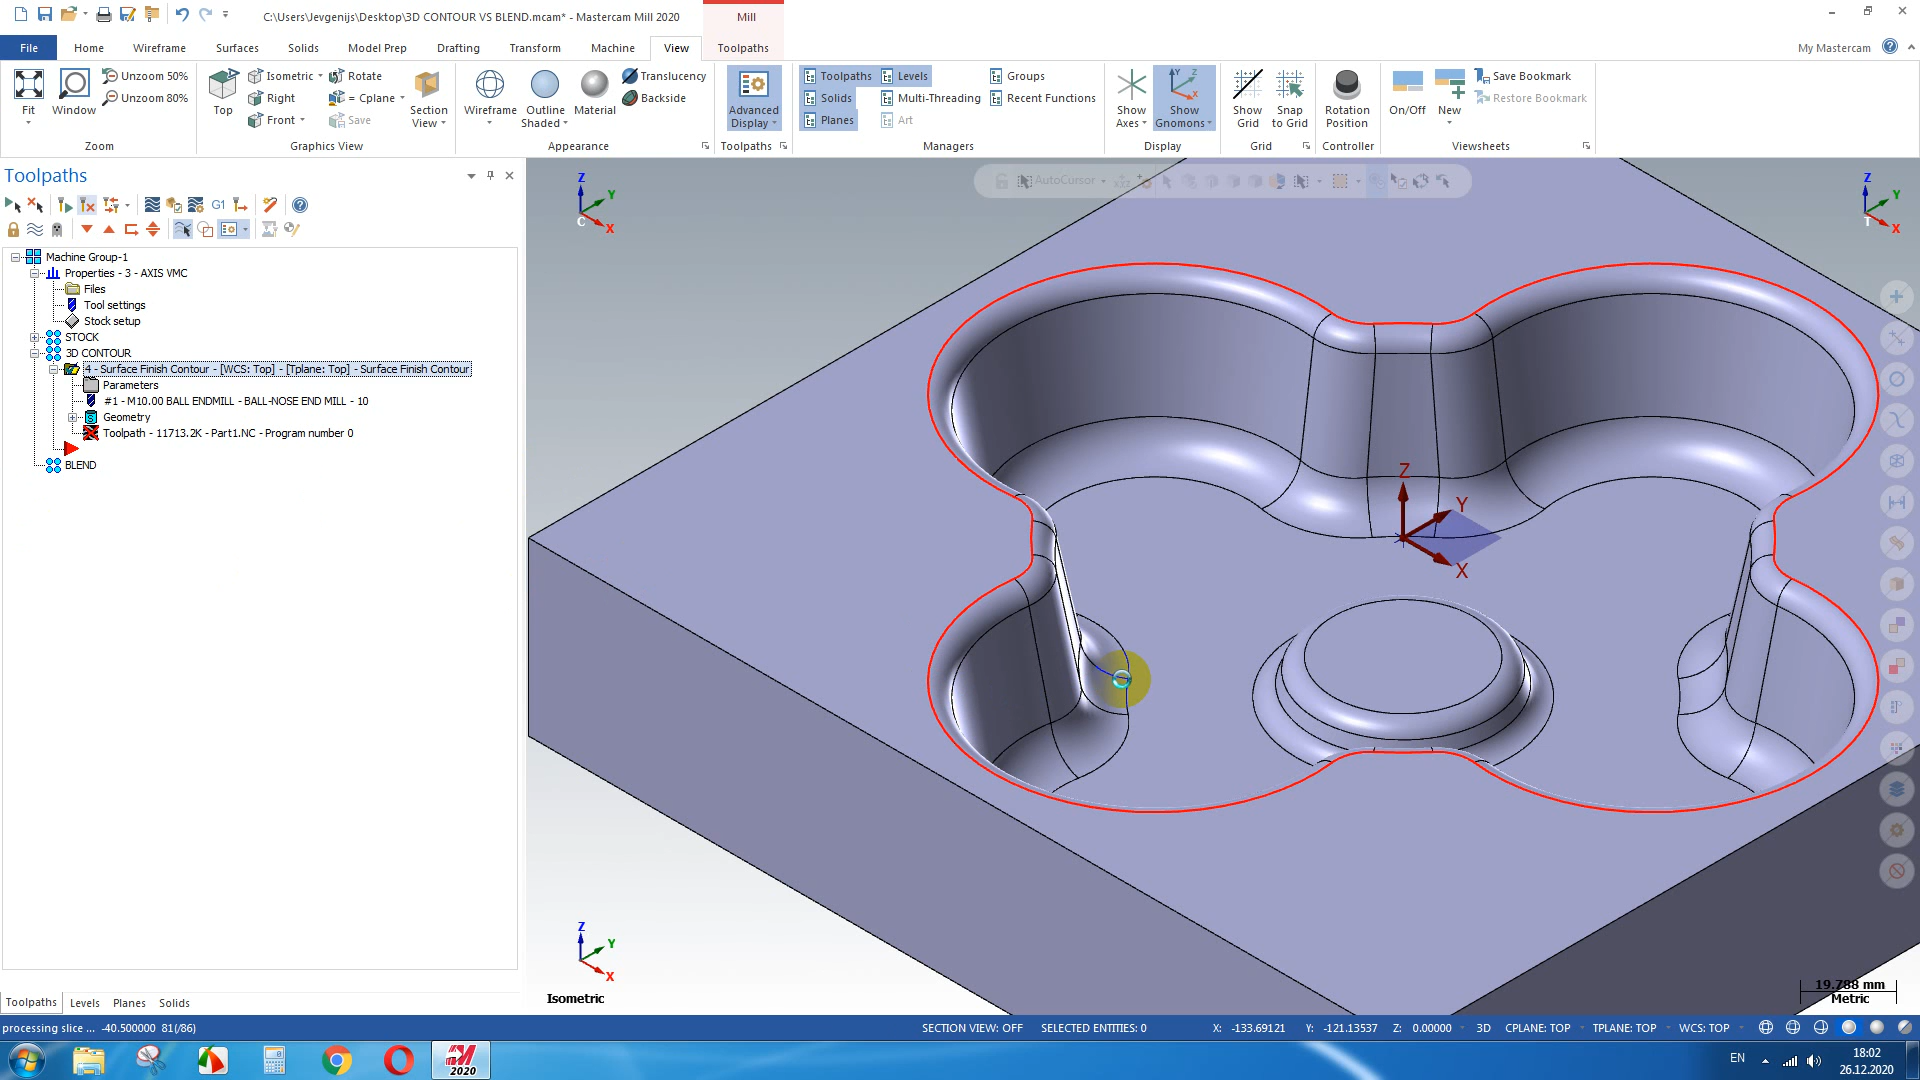 C:\Users\Jevgenijs\Desktop\3D CONTOUR VS BLEND.mcam* - Mastercam Mill 2020
Mill
File Home Wireframe Surfaces Solids Model Prep Drafting Transform Machine View Toolpaths My Mastercam
Fit Window Unzoom 50% Unzoom 80% Zoom
Top Isometric Right Front Rotate = Cplane Save Section View Graphics View
Wireframe Outline Shaded Material Translucency Backside Appearance
Advanced Display Toolpaths
Toolpaths Solids Planes Levels Multi-Threading Art Groups Recent Functions Managers
Show Axes Show Gnomons Display
Show Grid Snap to Grid Grid
Rotation Position Controller
On/Off New Save Bookmark Restore Bookmark Viewsheets
Toolpaths
G1
AutoCursor
Machine Group-1
Properties - 3 - AXIS VMC
Files
Tool settings
Stock setup
STOCK
3D CONTOUR
4 - Surface Finish Contour - [WCS: Top] - [Tplane: Top] - Surface Finish Contour
Parameters
#1 - M10.00 BALL ENDMILL - BALL-NOSE END MILL - 10
Geometry
Toolpath - 11713.2K - Part1.NC - Program number 0
BLEND
Z Y X C
Z Y X T
Z Y X
Z Y X
Isometric
19.788 mm
Metric
Toolpaths Levels Planes Solids
processing slice ... -40.500000 81(/86)
SECTION VIEW: OFF SELECTED ENTITIES: 0 X: -133.69121 Y: -121.13537 Z: 0.00000 3D CPLANE: TOP TPLANE: TOP WCS: TOP
2020
EN
18:02
26.12.2020